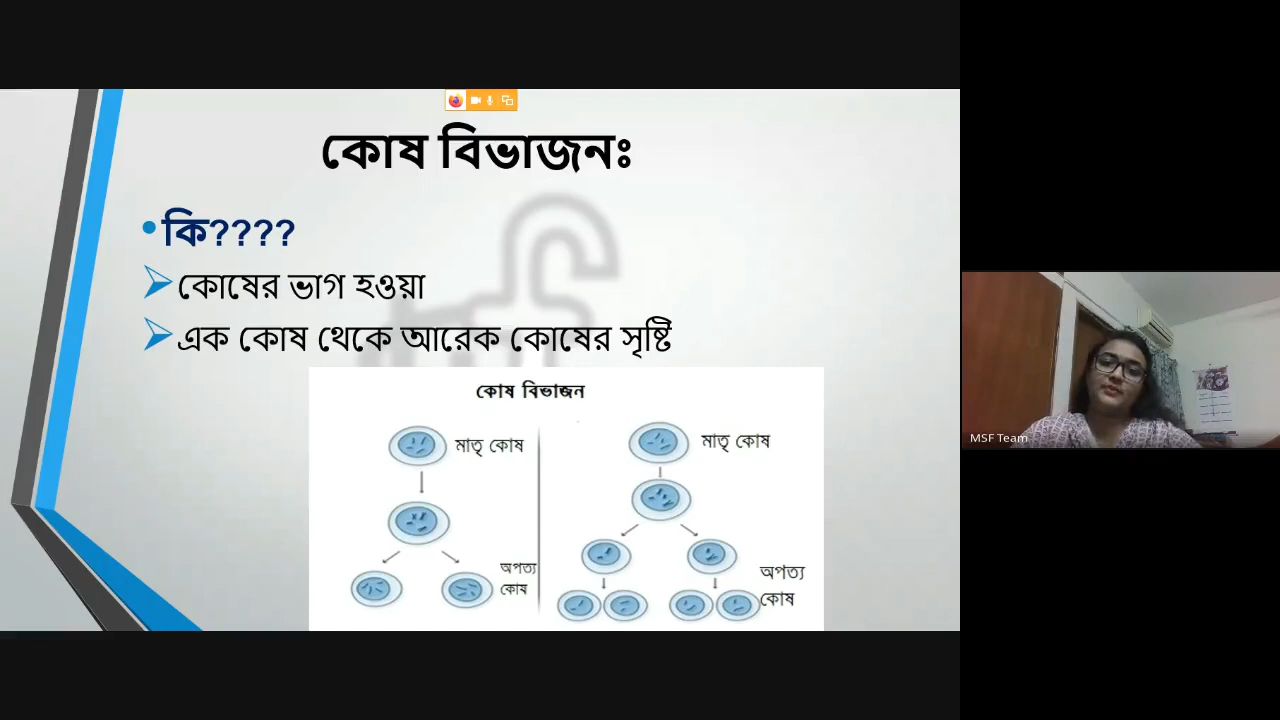 কোষ বিভাজনঃ
কি????
কোষের ভাগ হওয়া
এক কোষ থেকে আরেক কোষের সৃষ্টি
কোষ বিভাজন
মাতৃ কোষ
অপত্য
কোষ
মাতৃ কোষ
অপত্য
কোষ
MSF Team